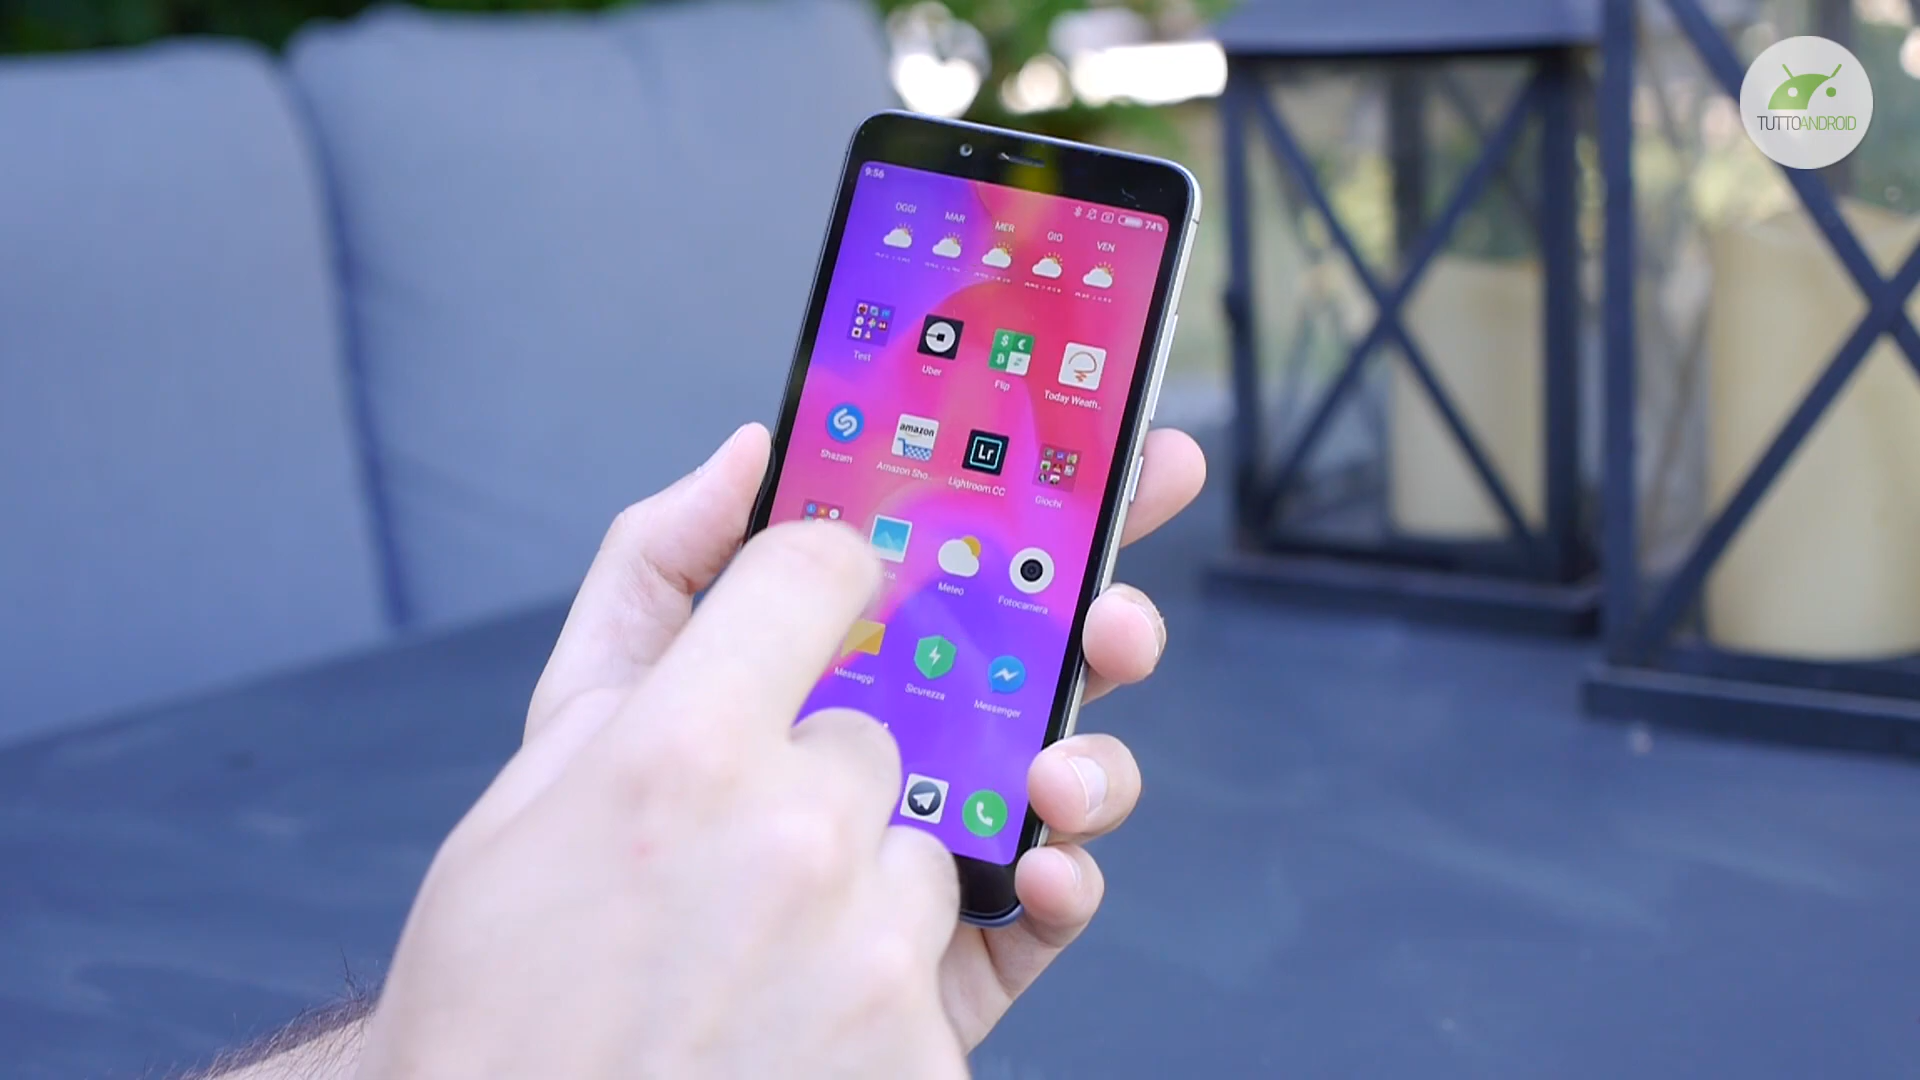 TUTTOANDROID
9:56
74%
OGGI
MAR
MER
GIO
VEN
Test
Uber
Flip
Today Weath..
Shazam
amazon
Amazon Sho..
Lr
Lightroom CC
Giochi
Meteo
Fotocamera
Messaggi
Sicurezza
Messenger